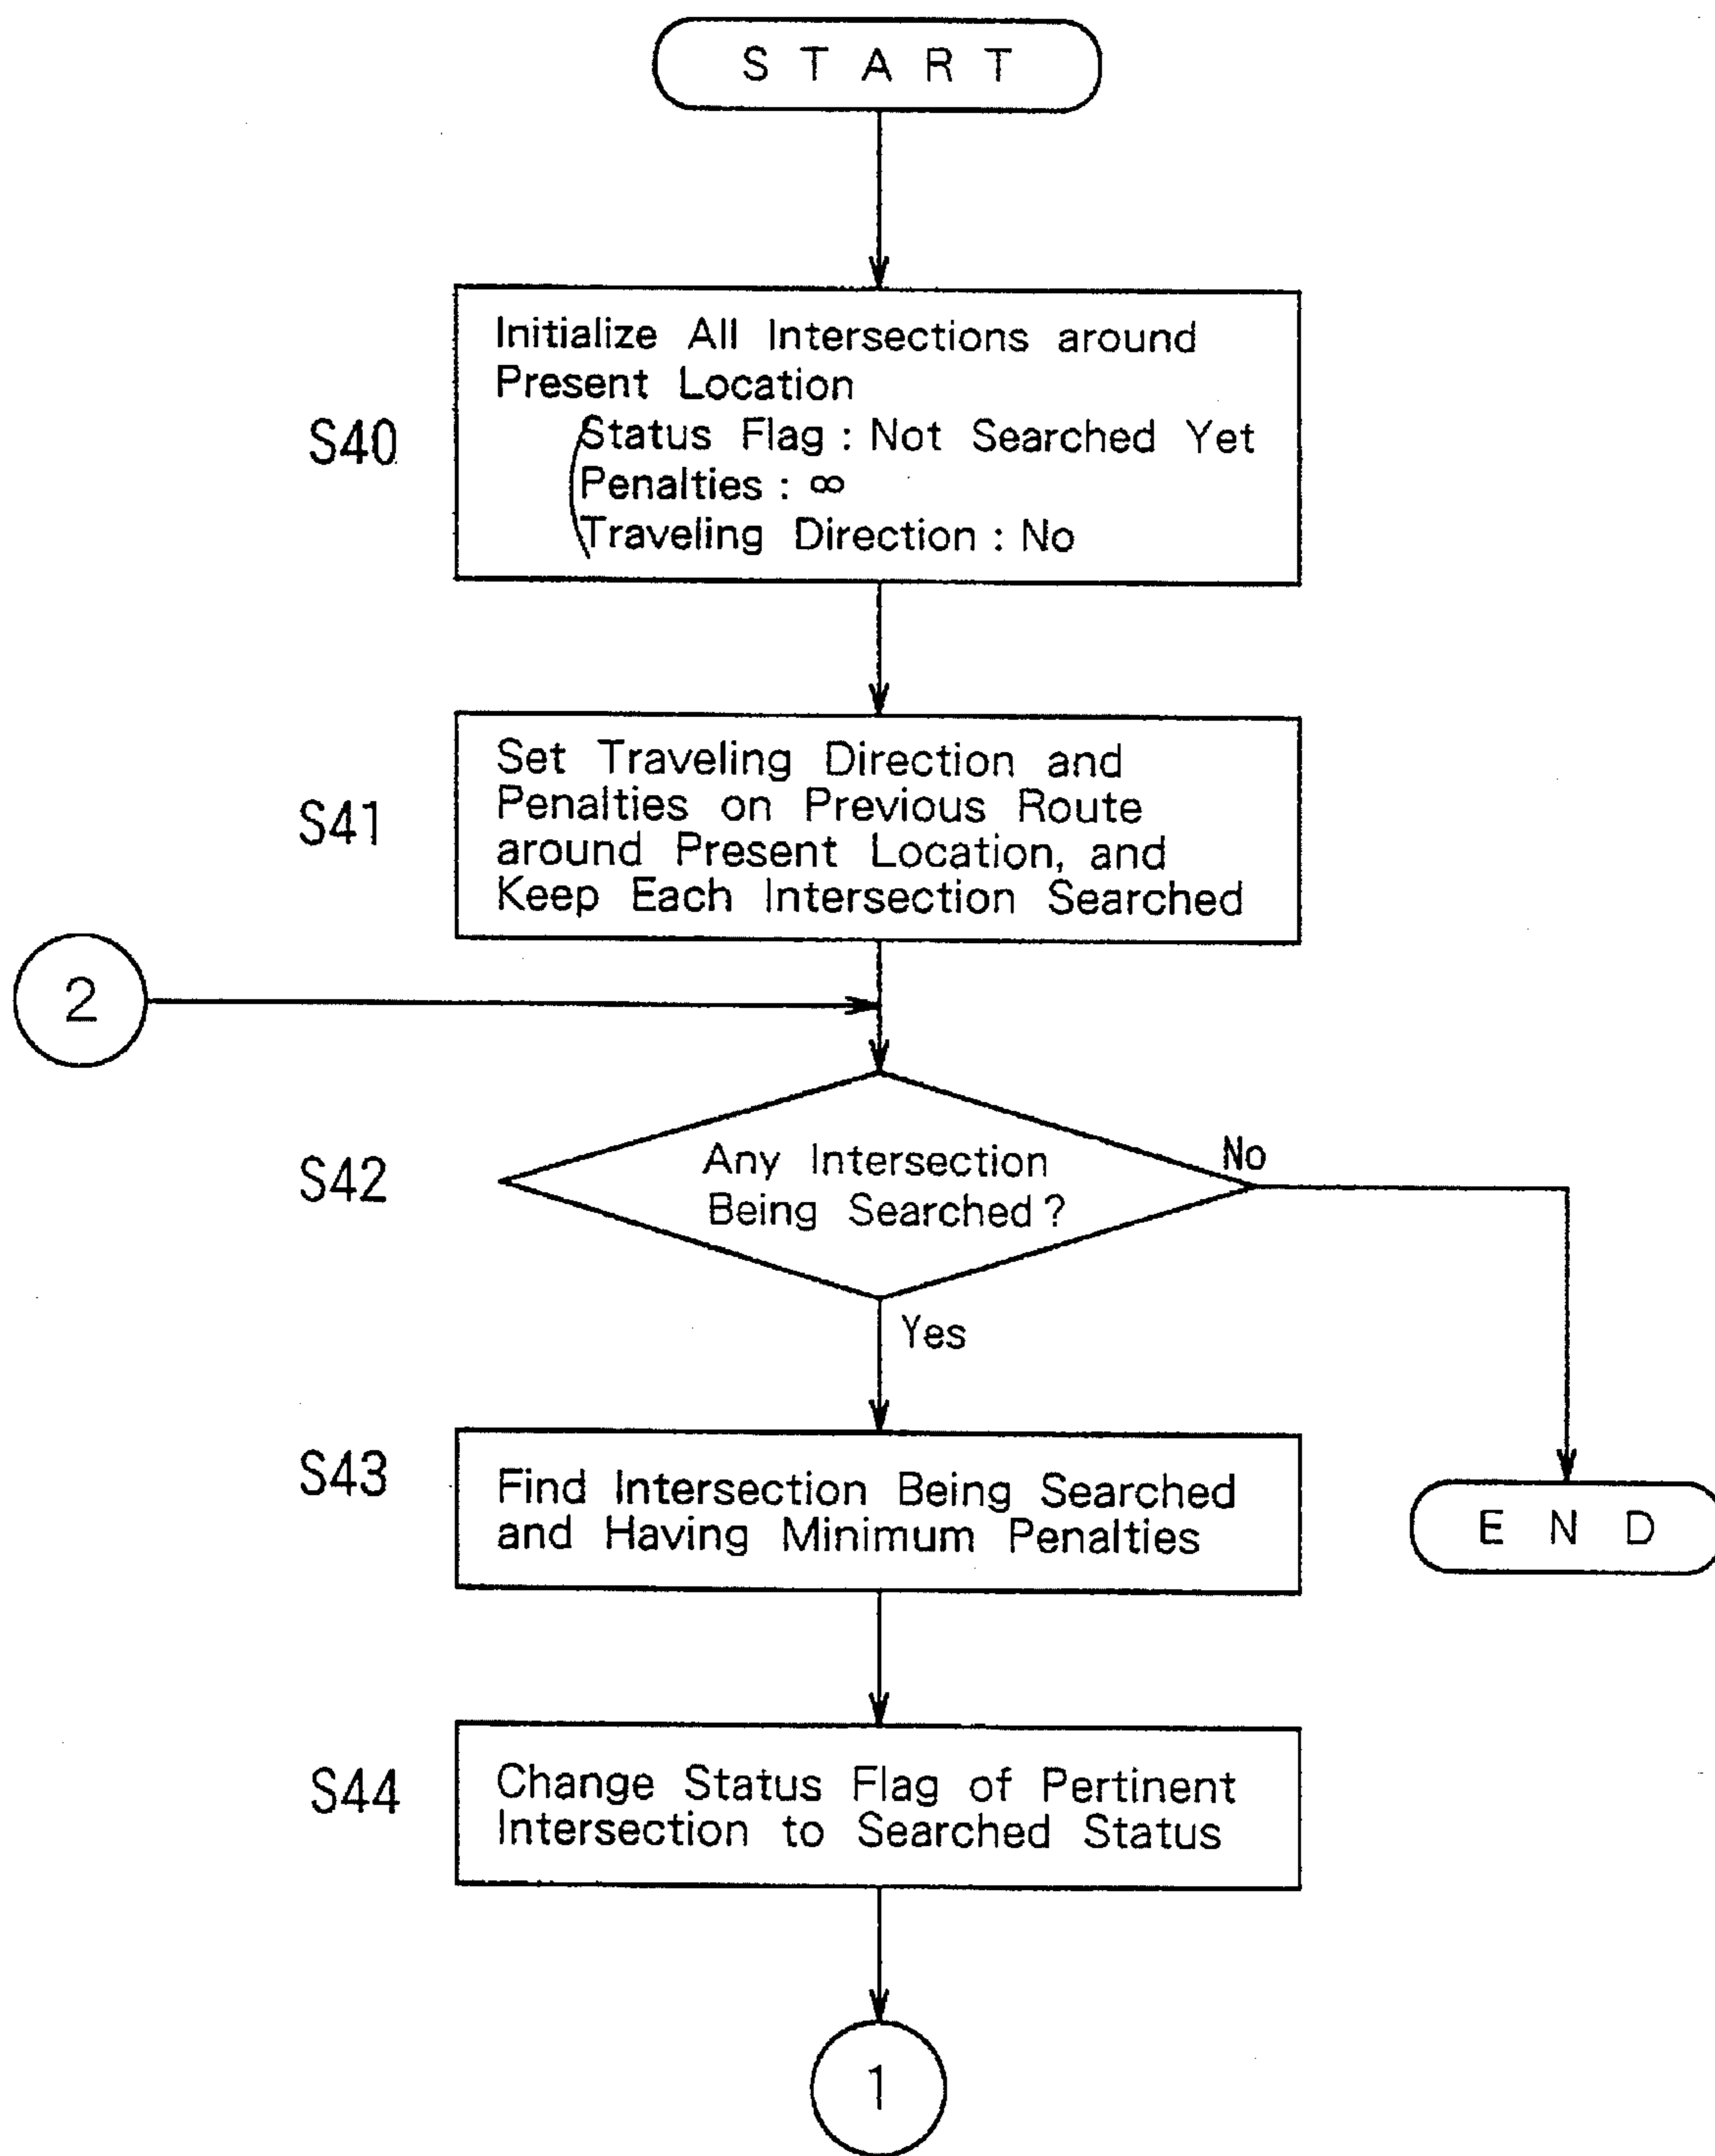 START
Initialize All Intersections around
Present Location
S40
Status Flag : Not Searched Yet
Penalties : ∞
Traveling Direction : No
S41
Set Traveling Direction and
Penalties on Previous Route
around Present Location, and
Keep Each Intersection Searched
2
S42
Any Intersection
Being Searched ?
No
Yes
S43
Find Intersection Being Searched
and Having Minimum Penalties
END
S44
Change Status Flag of Pertinent
Intersection to Searched Status
1